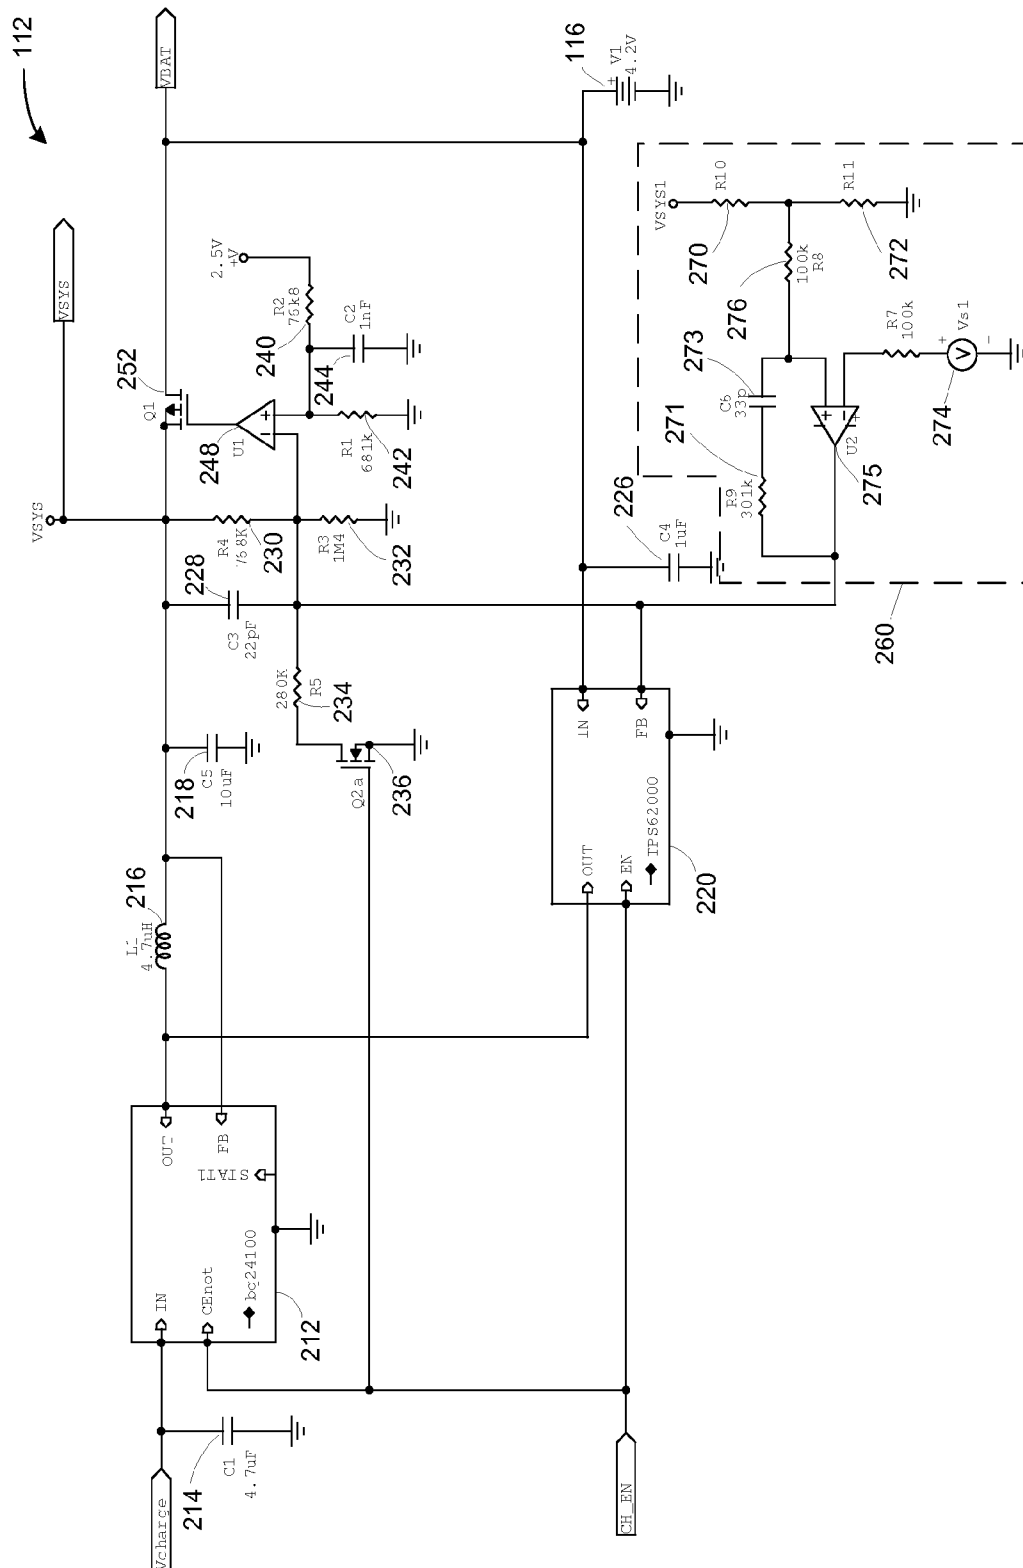 112
VBAT
116
V1
4.2V
+
VSYS
VSYS
2.5V
+V
R2
76k8
240
C2
1nF
244
252
Q1
248
U1
+
−
R1
681k
242
R4
768K
230
R3
1M4
232
228
C3
22pF
280K
R5
234
Q2a
236
218
C5
10uF
216
4.7uH
226
C4
1uF
260
VSYS1
R10
270
R11
272
276
100k
R8
273
C6
33p
271
R9
301k
U2
275
R7
100k
+
Vs1
V
−
274
IN
FB
OUT
EN
TPS62000
220
OUT
FB
STAT1
IN
CEnot
bq24100
212
Vcharge
214
C1
4.7uF
CH_EN